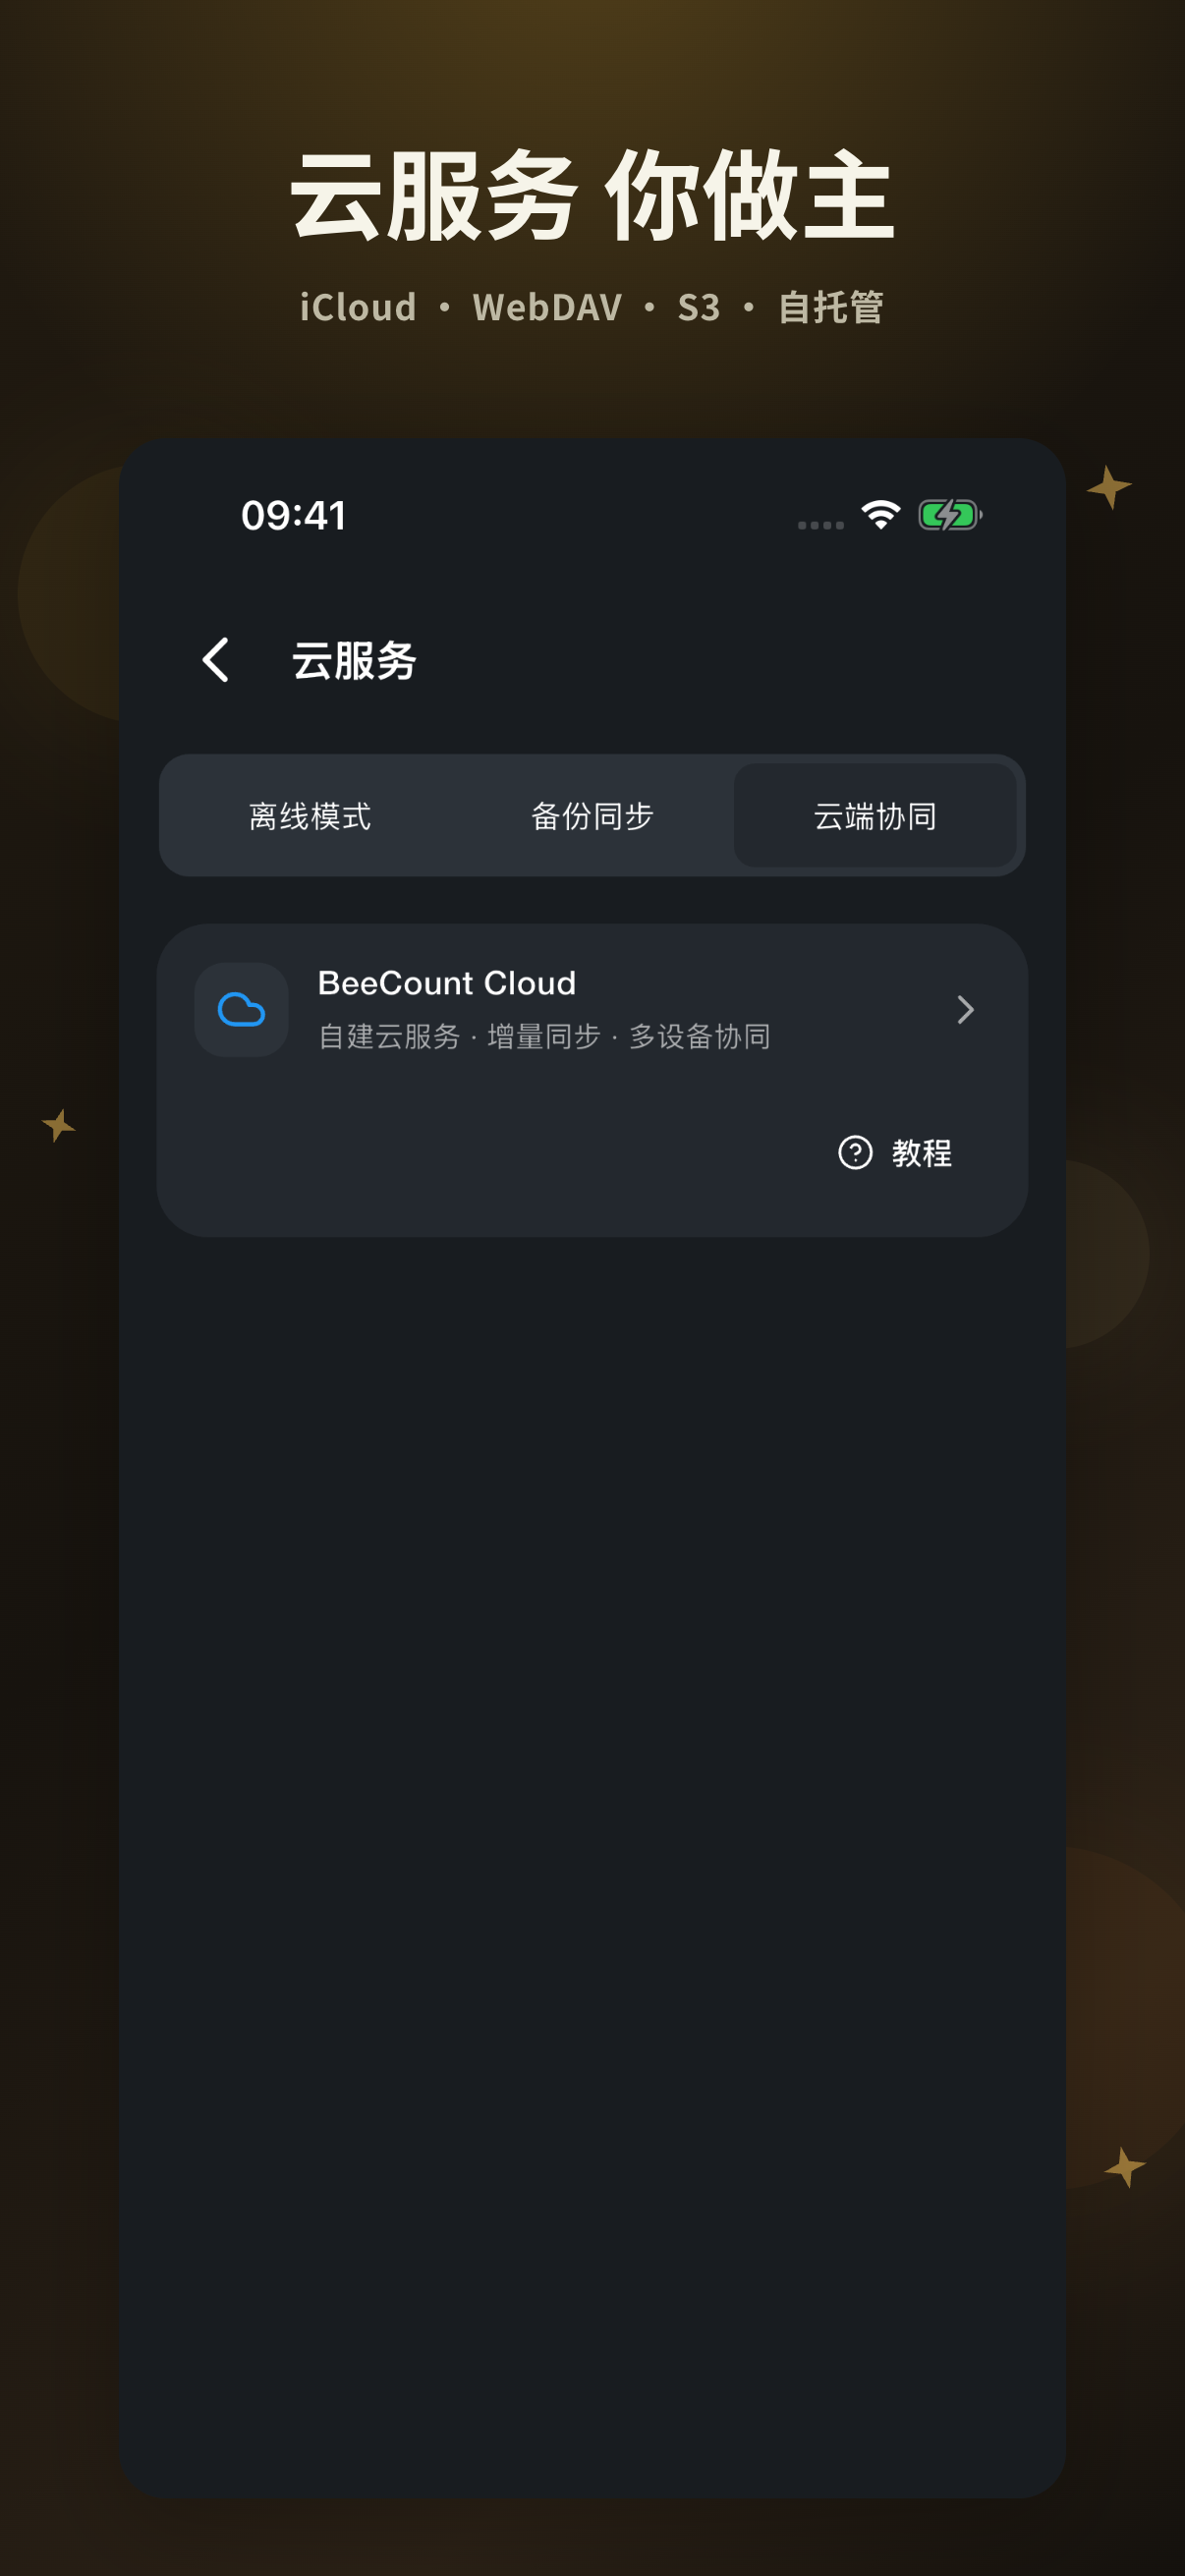 云服务 你做主
iCloud • WebDAV • S3 • 自托管
09:41
云服务
离线模式 备份同步 云端协同
BeeCount Cloud
自建云服务 · 增量同步 · 多设备协同
教程